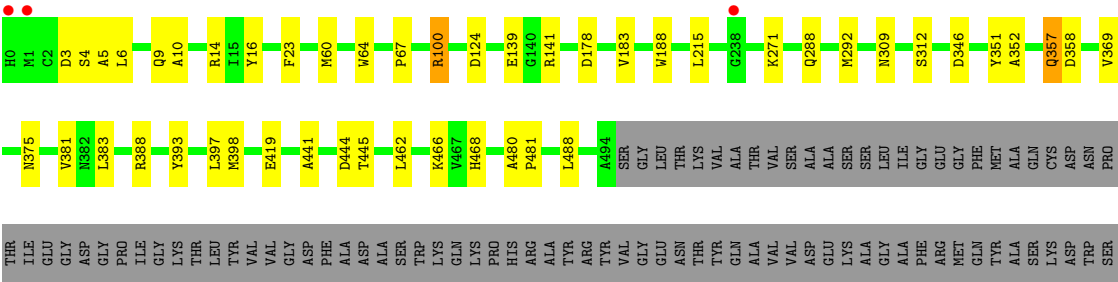 H0 M1 C2 D3 S4 A5 L6 Q9 A10 R14 I15 Y16 F23 M60 W64 P67 R100 D124 E139 G140 R141 D178 V183 W188 L215 G238 K271 Q288 M292 N309 S312 D346 Y351 A352 Q357 D358 V369
N375 V381 N382 L383 R388 Y393 L397 M398 E419 A441 D444 T445 L462 K466 V467 H468 A480 P481 L488 A494 SER GLY LEU THR LYS VAL ALA THR VAL SER ALA ALA SER SER LEU ILE GLY GLU GLY PHE MET ALA GLN CYS ASP ASN PRO
THR ILE GLU GLY ASP GLY PRO ILE GLY LYS THR LEU TYR VAL VAL GLY ASP PHE ALA ASP ALA SER TRP LYS GLN LYS PRO HIS ARG ALA TYR ARG TYR VAL GLY GLU ASN THR TYR GLN ALA VAL VAL ASP GLU LYS ALA GLY ALA PHE ARG MET GLN TYR ALA SER LYS ASP TRP SER